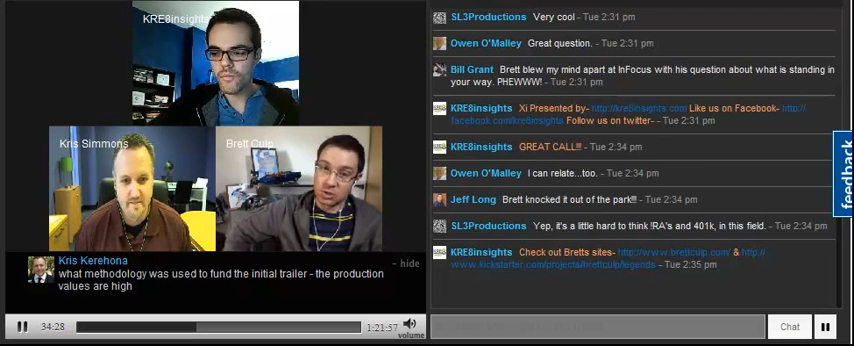 KRE8insights
Kris Simmons
Brett Culp
Kris Kerehona
– hide
what methodology was used to fund the initial trailer - the production
values are high
34:28
1:21:57
volume
SL3Productions Very cool - Tue 2:31 pm
Owen O'Malley Great question. - Tue 2:31 pm
Bill Grant Brett blew my mind apart at InFocus with his question about what is standing in
your way. PHEWWW! - Tue 2:31 pm
KRE8insights Xi Presented by- http://kre8insights.com Like us on Facebook- http://
facebook.com/kre8insights Follow us on twitter- - Tue 2:31 pm
KRE8insights GREAT CALL!!! - Tue 2:34 pm
Owen O'Malley I can relate...too. - Tue 2:34 pm
Jeff Long Brett knocked it out of the park!!! - Tue 2:34 pm
SL3Productions Yep, it's a little hard to think !RA's and 401k, in this field. - Tue 2:34 pm
KRE8insights Check out Bretts sites- http://www.brettculp.com/ & http://
www.kickstarter.com/projects/brettculp/legends - Tue 2:35 pm
Chat
feedback